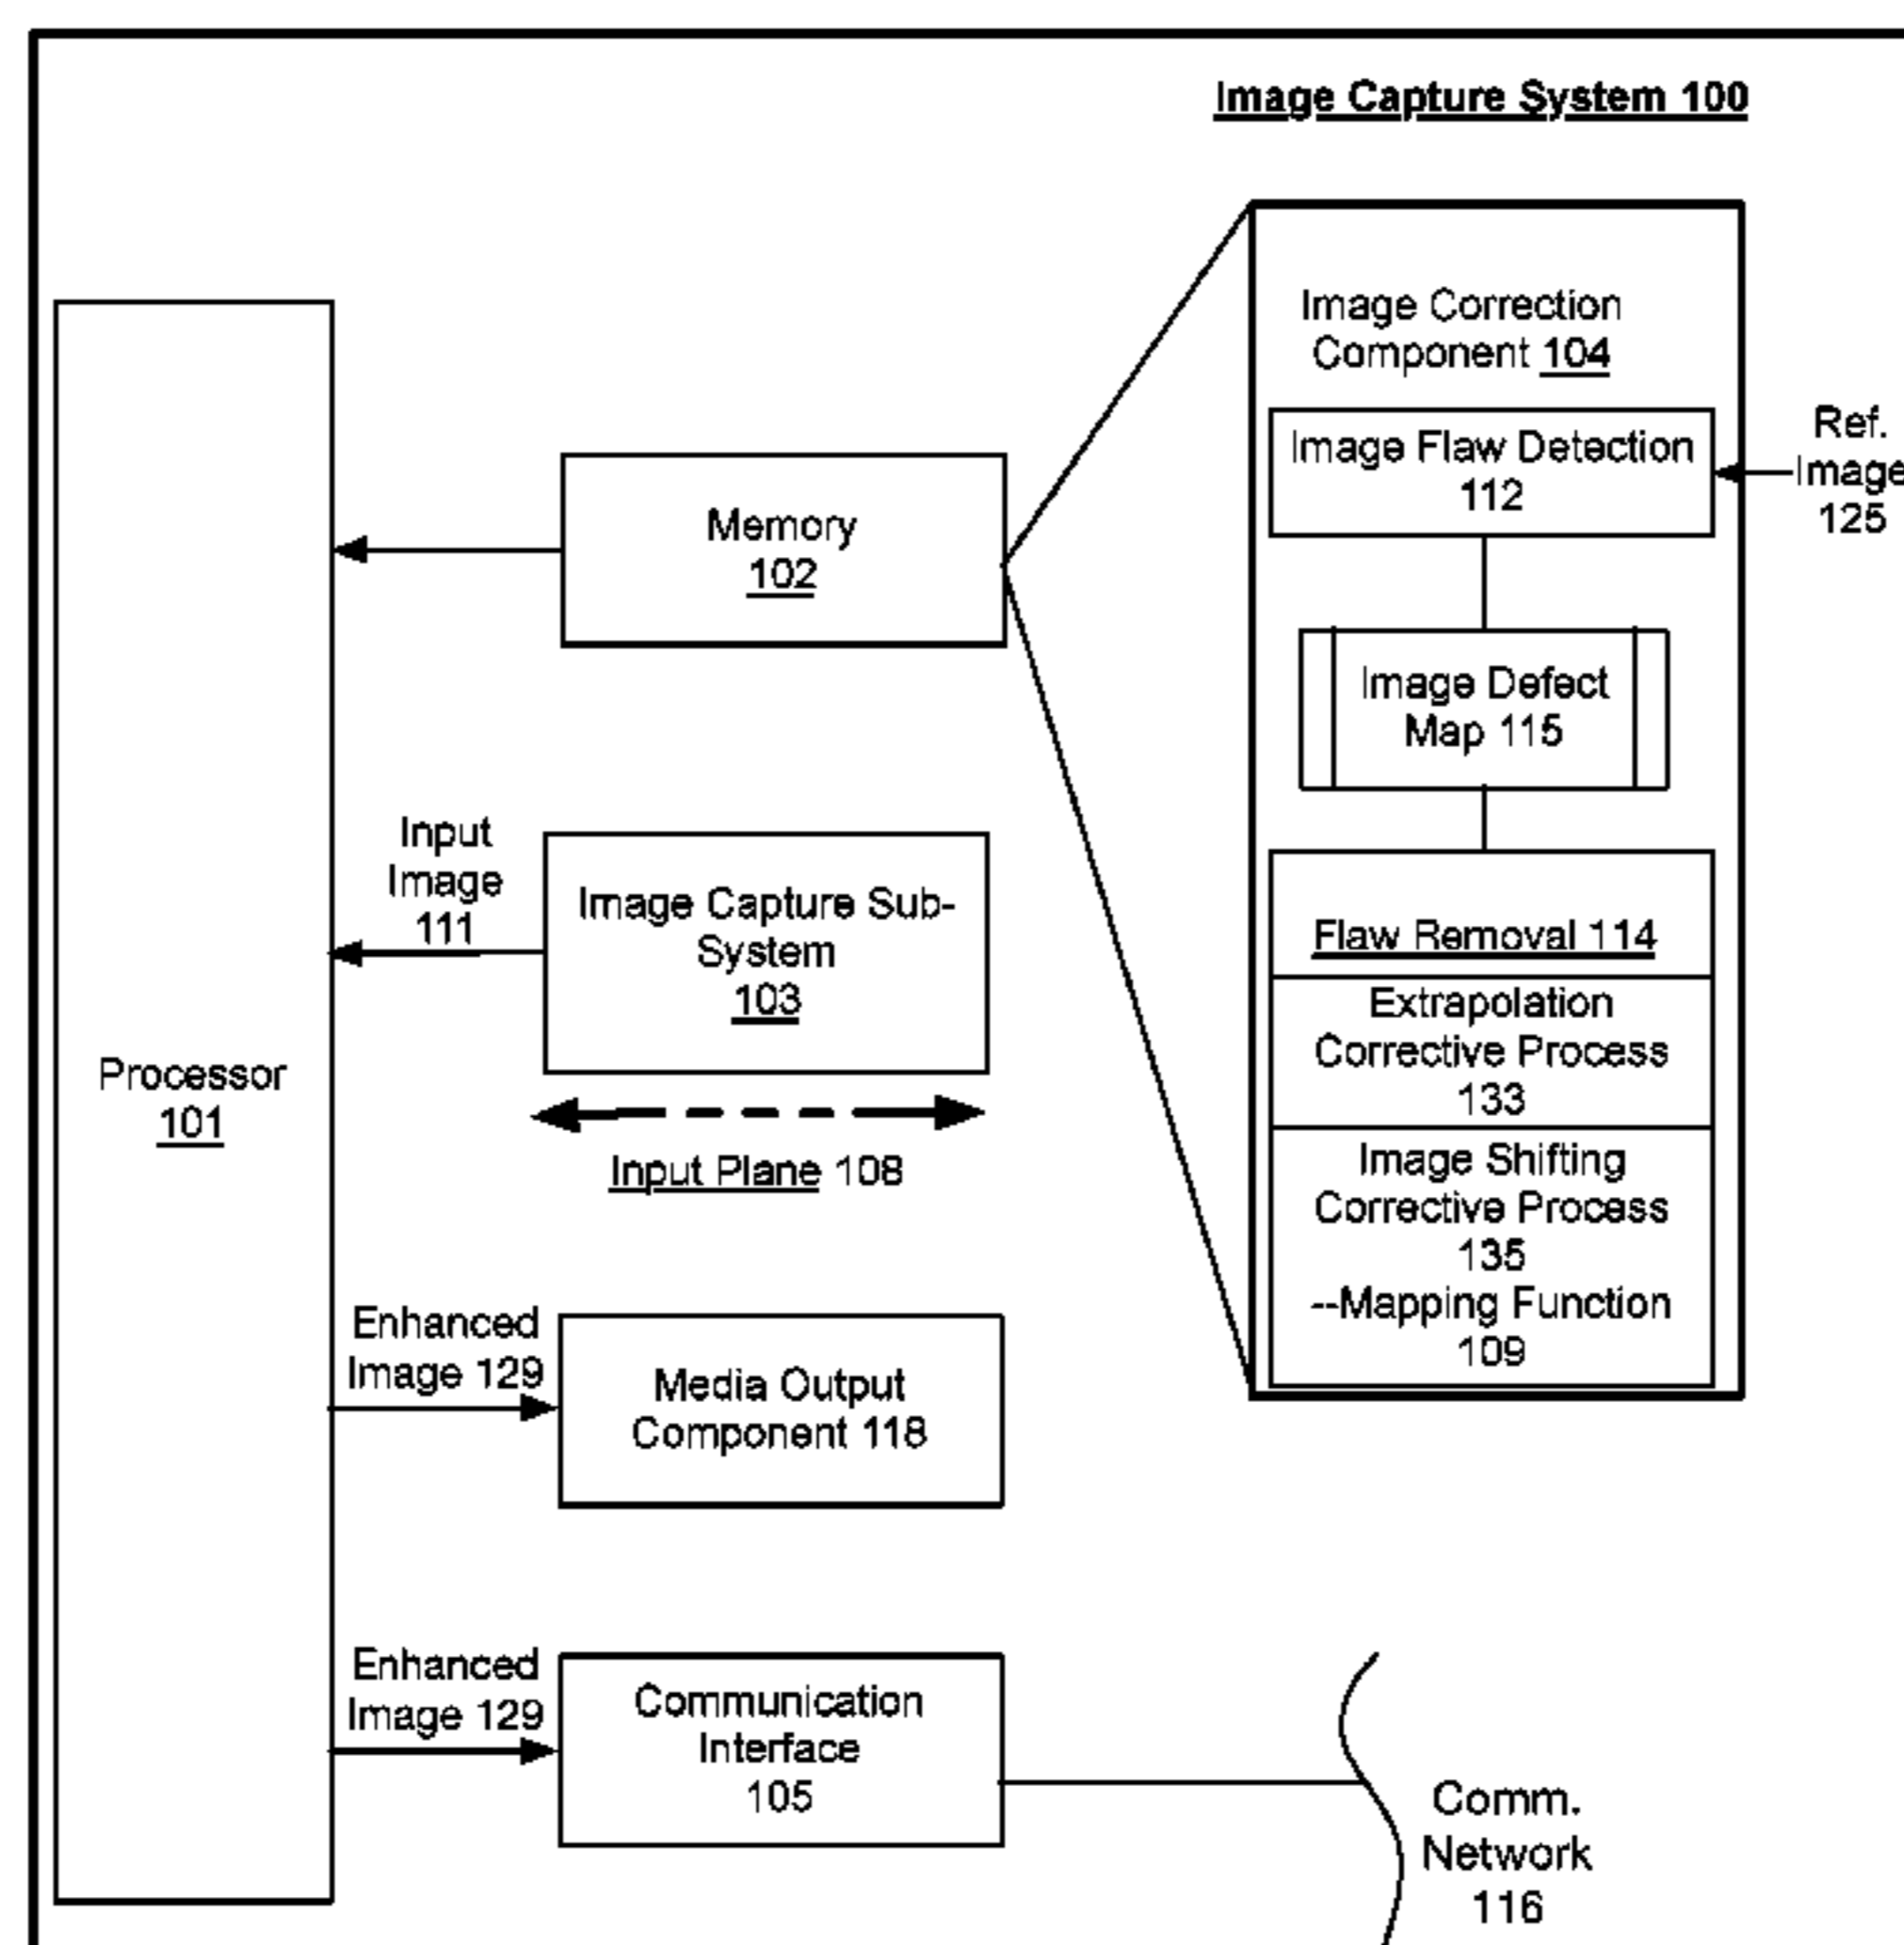 Image Capture System 100
Image Correction
Component 104
Image Flaw Detection
112
Ref.
Image
125
Memory
102
Image Defect
Map 115
Input
Image
111
Image Capture Sub-
System
103
Flaw Removal 114
Extrapolation
Corrective Process
133
Processor
101
Input Plane 108
Image Shifting
Corrective Process
135
--Mapping Function
109
Enhanced
Image 129
Media Output
Component 118
Enhanced
Image 129
Communication
Interface
105
Comm.
Network
116